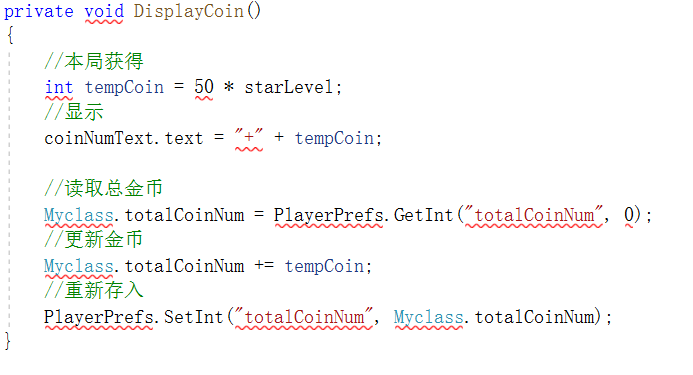 private void DisplayCoin()
{
//本局获得
int tempCoin = 50 * starLevel;
//显示
coinNumText.text = "+" + tempCoin;
//读取总金币
Myclass.totalCoinNum = PlayerPrefs.GetInt("totalCoinNum", 0);
//更新金币
Myclass.totalCoinNum += tempCoin;
//重新存入
PlayerPrefs.SetInt("totalCoinNum", Myclass.totalCoinNum);
}